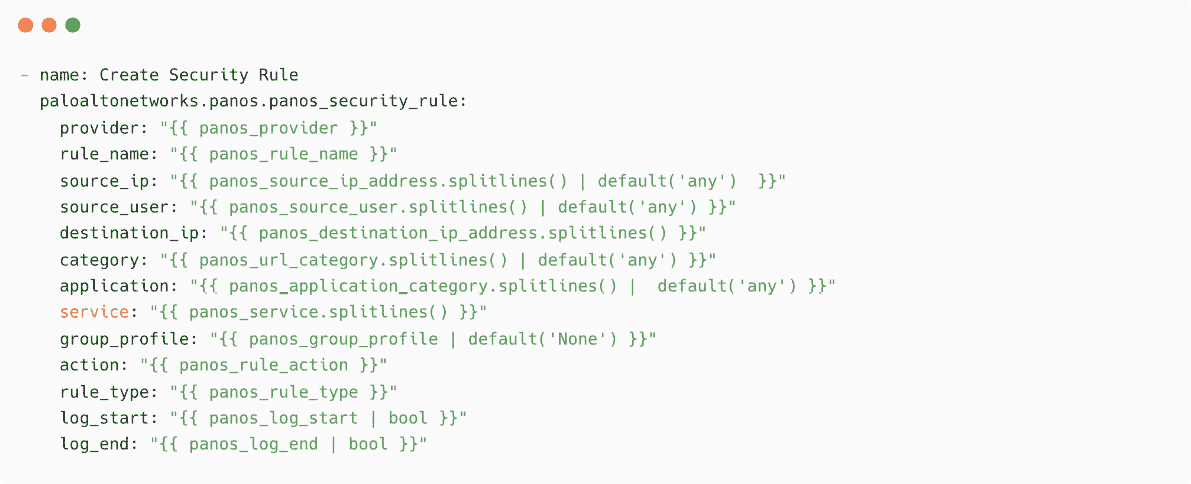 - name: Create Security Rule
  paloaltonetworks.panos.panos_security_rule:
    provider: "{{ panos_provider }}"
    rule_name: "{{ panos_rule_name }}"
    source_ip: "{{ panos_source_ip_address.splitlines() | default('any')  }}"
    source_user: "{{ panos_source_user.splitlines() | default('any') }}"
    destination_ip: "{{ panos_destination_ip_address.splitlines() }}"
    category: "{{ panos_url_category.splitlines() | default('any') }}"
    application: "{{ panos_application_category.splitlines() |  default('any') }}"
    service: "{{ panos_service.splitlines() }}"
    group_profile: "{{ panos_group_profile | default('None') }}"
    action: "{{ panos_rule_action }}"
    rule_type: "{{ panos_rule_type }}"
    log_start: "{{ panos_log_start | bool }}"
    log_end: "{{ panos_log_end | bool }}"